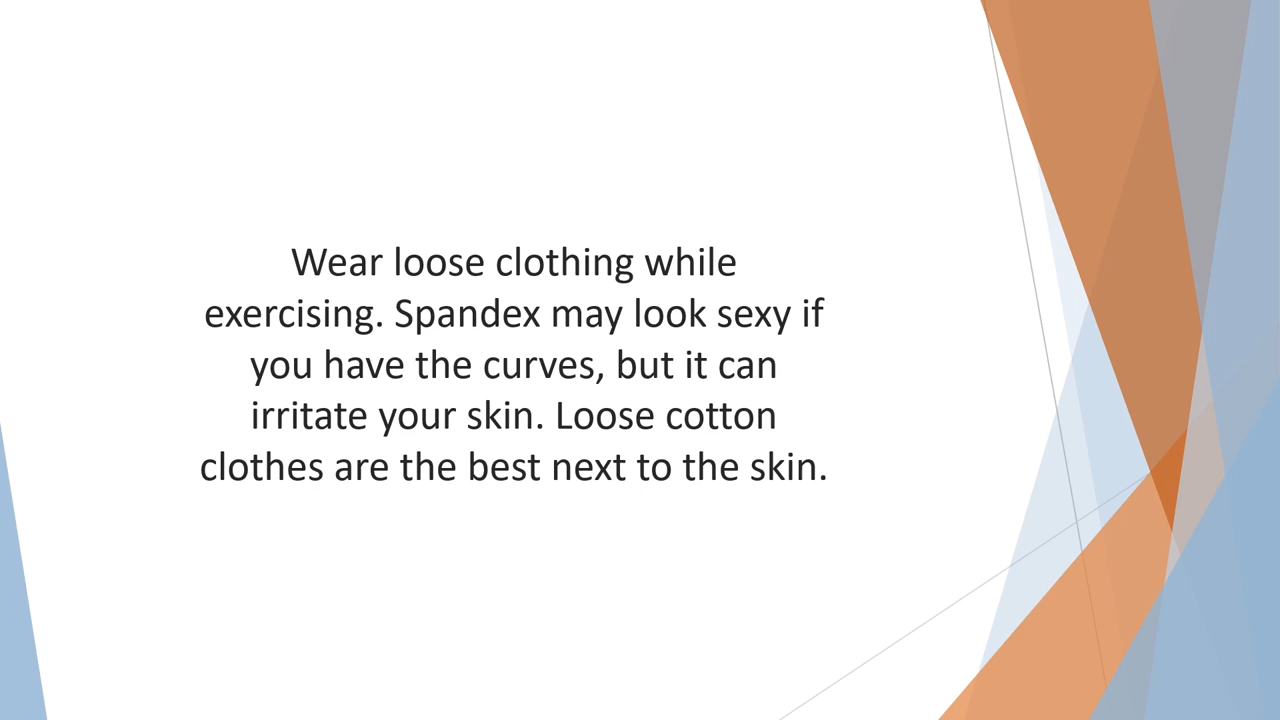 Wear loose clothing while
exercising. Spandex may look sexy if
you have the curves, but it can
irritate your skin. Loose cotton
clothes are the best next to the skin.